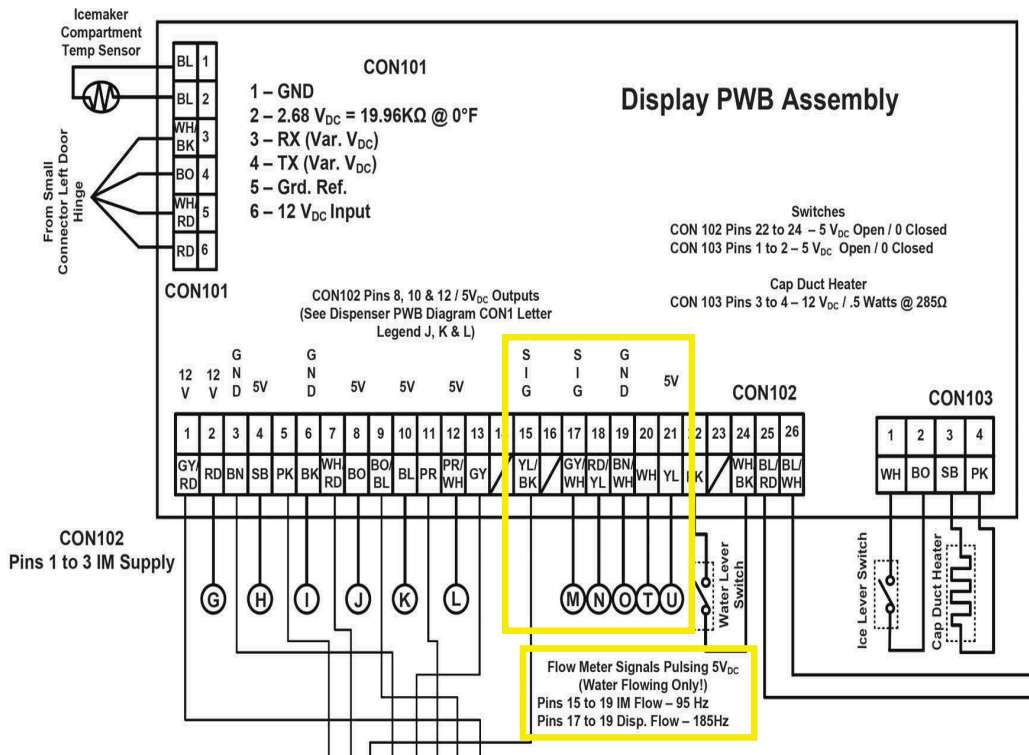 Icemaker
Compartment
Temp Sensor
BL 1
BL 2
WH/BK 3
BO 4
WH/RD 5
RD 6
CON101
From Small
Connector Left Door
Hinge
CON101
1 – GND
2 – 2.68 VDC = 19.96KΩ @ 0°F
3 – RX (Var. VDC)
4 – TX (Var. VDC)
5 – Grd. Ref.
6 – 12 VDC Input
Display PWB Assembly
Switches
CON 102 Pins 22 to 24 – 5 VDC Open / 0 Closed
CON 103 Pins 1 to 2 – 5 VDC Open / 0 Closed
Cap Duct Heater
CON 103 Pins 3 to 4 – 12 VDC / .5 Watts @ 285Ω
CON102 Pins 8, 10 & 12 / 5VDC Outputs
(See Dispenser PWB Diagram CON1 Letter
Legend J, K & L)
12V 12V GND 5V GND 5V 5V 5V SIG SIG GND 5V
CON102
1 2 3 4 5 6 7 8 9 10 11 12 13 14 15 16 17 18 19 20 21 22 23 24 25 26
GY/RD RD BN SB PK BK WH/RD BO BO/BL BL PR PR/WH GY YL/BK GY/WH RD/YL BN/WH WH YL WH/BK BL/RD BL/WH
CON103
1 2 3 4
WH BO SB PK
CON102
Pins 1 to 3 IM Supply
G H I J K L M N O T U
Water Lever
Switch
Ice Lever Switch
Cap Duct Heater
Flow Meter Signals Pulsing 5VDC
(Water Flowing Only!)
Pins 15 to 19 IM Flow – 95 Hz
Pins 17 to 19 Disp. Flow – 185Hz